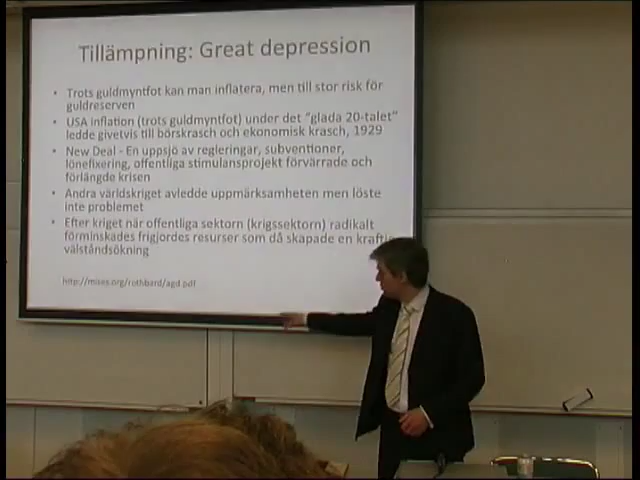 Tillämpning: Great depression
• Trots guldmyntfot kan man inflatera, men till stor risk för
guldreserven
• USA inflation (trots guldmyntfot) under det "glada 20-talet"
ledde givetvis till börskrasch och ekonomisk krasch, 1929
• New Deal - En uppsjö av regleringar, subventioner,
lönefixering, offentliga stimulansprojekt förvärrade och
förlängde krisen
• Andra världskriget avledde uppmärksamheten men löste
inte problemet
• Efter kriget när offentliga sektorn (krigssektorn) radikalt
förminskades frigjordes resurser som då skapade en kraftig
välståndsökning
http://mises.org/rothbard/agd.pdf